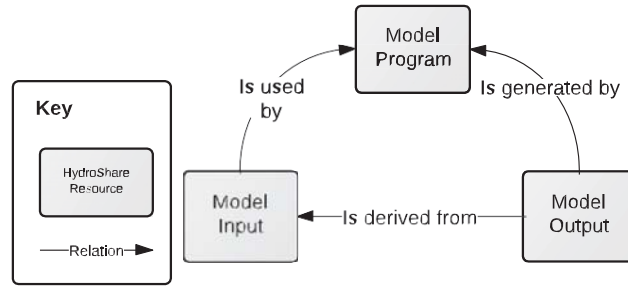 Key
HydroShare
Resource
Relation
Model
Program
Is used
by
Is generated by
Model
Input
Is derived from
Model
Output